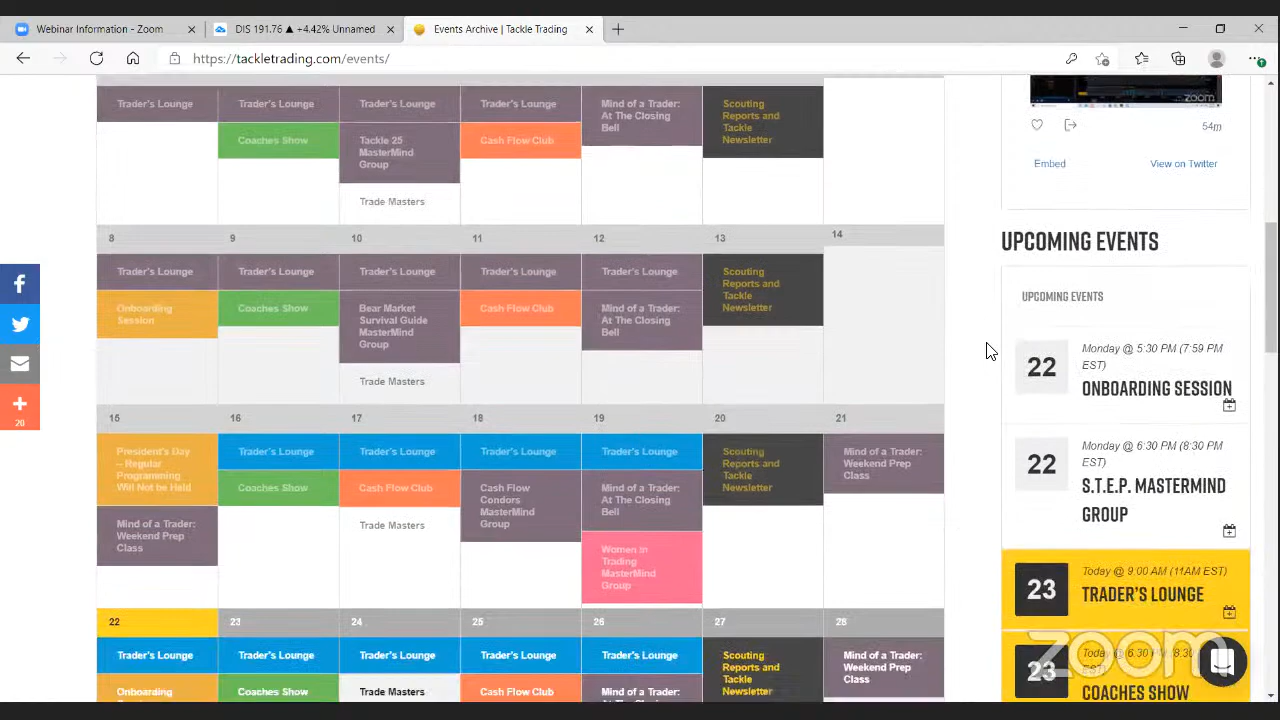 Webinar Information - Zoom
DIS 191.76 ▲ +4.42% Unnamed
Events Archive | Tackle Trading
https://tackletrading.com/events/
Trader's Lounge
Trader's Lounge
Trader's Lounge
Trader's Lounge
Mind of a Trader:
At The Closing
Bell
Scouting
Reports and
Tackle
Newsletter
Coaches Show
Tackle 25
MasterMind
Group
Cash Flow Club
Trade Masters
8
9
10
11
12
13
14
Trader's Lounge
Trader's Lounge
Trader's Lounge
Trader's Lounge
Trader's Lounge
Scouting
Reports and
Tackle
Newsletter
Onboarding
Session
Coaches Show
Bear Market
Survival Guide
MasterMind
Group
Cash Flow Club
Mind of a Trader:
At The Closing
Bell
Trade Masters
15
16
17
18
19
20
21
President's Day
– Regular
Programming
Will Not be Held
Trader's Lounge
Trader's Lounge
Trader's Lounge
Trader's Lounge
Scouting
Reports and
Tackle
Newsletter
Mind of a Trader:
Weekend Prep
Class
Mind of a Trader:
Weekend Prep
Class
Coaches Show
Cash Flow Club
Trade Masters
Cash Flow
Condors
MasterMind
Group
Mind of a Trader:
At The Closing
Bell
Women in
Trading
MasterMind
Group
22
23
24
25
26
27
28
Trader's Lounge
Trader's Lounge
Trader's Lounge
Trader's Lounge
Trader's Lounge
Scouting
Reports and
Tackle
Newsletter
Mind of a Trader:
Weekend Prep
Class
Onboarding
Coaches Show
Trade Masters
Cash Flow Club
Mind of a Trader:
20
zoom
54m
Embed
View on Twitter
UPCOMING EVENTS
UPCOMING EVENTS
22
Monday @ 5:30 PM (7:59 PM
EST)
ONBOARDING SESSION
22
Monday @ 6:30 PM (8:30 PM
EST)
S.T.E.P. MASTERMIND
GROUP
23
Today @ 9:00 AM (11AM EST)
TRADER'S LOUNGE
23
Today @ 6:30 PM (8:30
EST)
COACHES SHOW
zoom